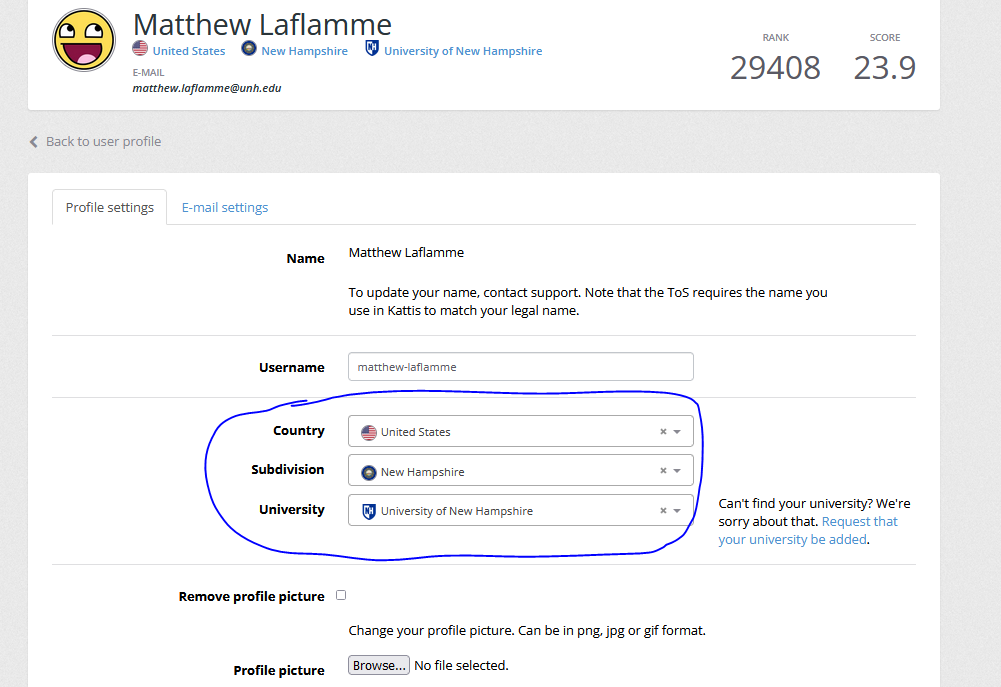 Matthew Laflamme
United States New Hampshire University of New Hampshire
E-MAIL
matthew.laflamme@unh.edu
RANK SCORE
29408 23.9
Back to user profile
Profile settings E-mail settings
Name Matthew Laflamme
To update your name, contact support. Note that the ToS requires the name you
use in Kattis to match your legal name.
Username matthew-laflamme
Country United States
Subdivision New Hampshire
University University of New Hampshire
Can't find your university? We're
sorry about that. Request that
your university be added.
Remove profile picture
Change your profile picture. Can be in png, jpg or gif format.
Profile picture Browse... No file selected.